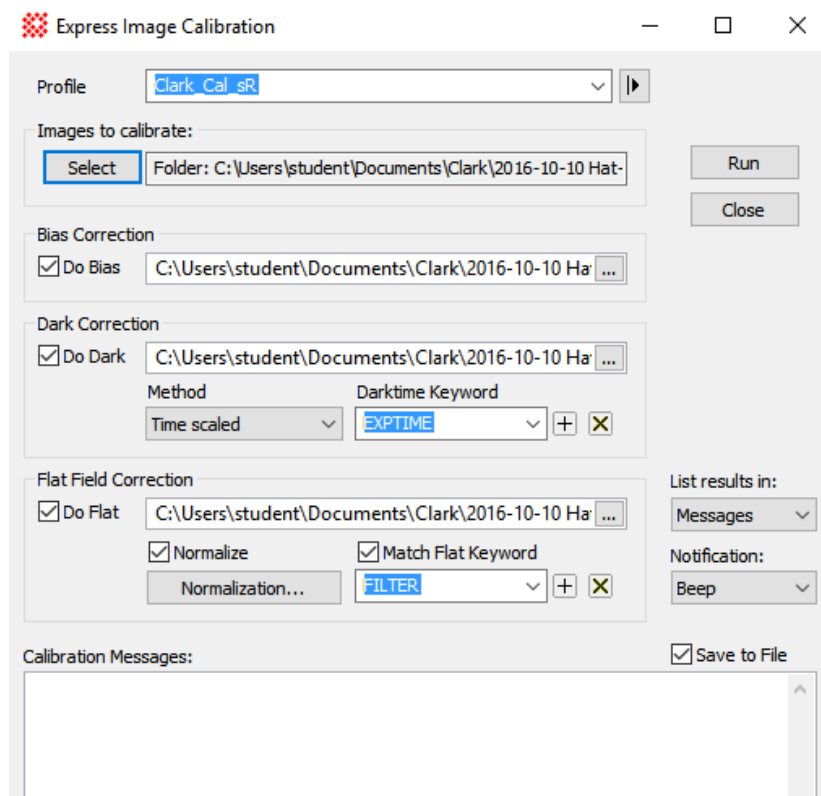 Express Image Calibration
Profile
Clark_Cal_sR
Images to calibrate:
Select
Folder: C:\Users\student\Documents\Clark\2016-10-10 Hat-
Run
Close
Bias Correction
Do Bias
C:\Users\student\Documents\Clark\2016-10-10 Ha
...
Dark Correction
Do Dark
C:\Users\student\Documents\Clark\2016-10-10 Ha
...
Method
Darktime Keyword
Time scaled
EXPTIME
Flat Field Correction
Do Flat
C:\Users\student\Documents\Clark\2016-10-10 Ha
...
Normalize
Match Flat Keyword
Normalization...
FILTER
List results in:
Messages
Notification:
Beep
Calibration Messages:
Save to File